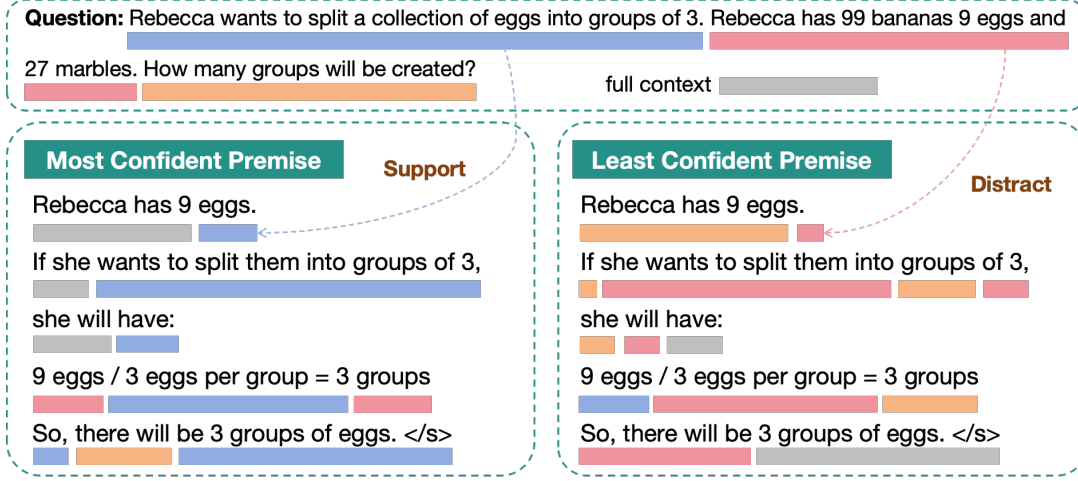 Question: Rebecca wants to split a collection of eggs into groups of 3. Rebecca has 99 bananas 9 eggs and
27 marbles. How many groups will be created?
full context
Most Confident Premise
Support
Rebecca has 9 eggs.
If she wants to split them into groups of 3,
she will have:
9 eggs / 3 eggs per group = 3 groups
So, there will be 3 groups of eggs. </s>
Least Confident Premise
Distract
Rebecca has 9 eggs.
If she wants to split them into groups of 3,
she will have:
9 eggs / 3 eggs per group = 3 groups
So, there will be 3 groups of eggs. </s>